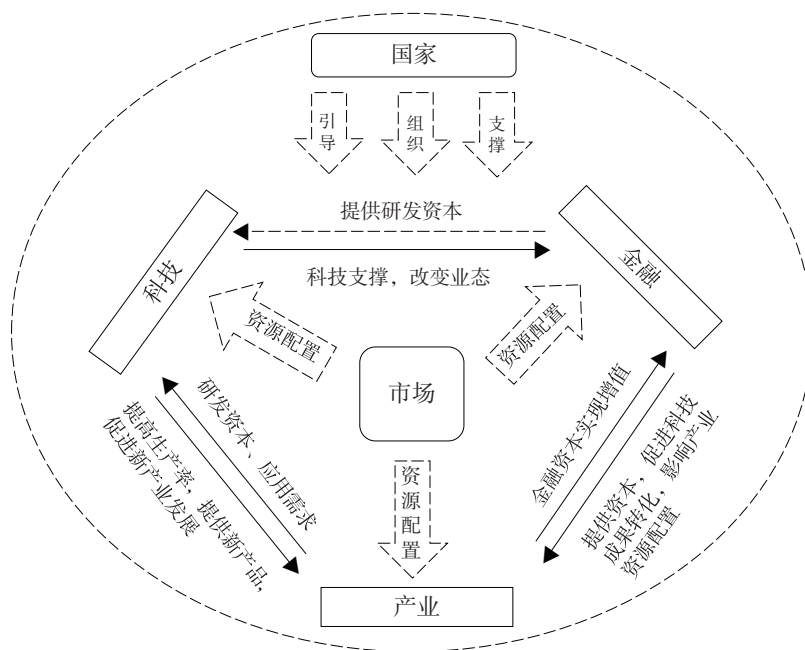 国家
引导
组织
支撑
提供研发资本
科技
金融
科技支撑，改变业态
资源配置
资源配置
市场
研发资本、应用需求
提高生产率，提供新产品，
促进新产业发展
金融资本实现增值
提供资本，促进科技
成果转化，影响产业
资源配置
资源配置
产业